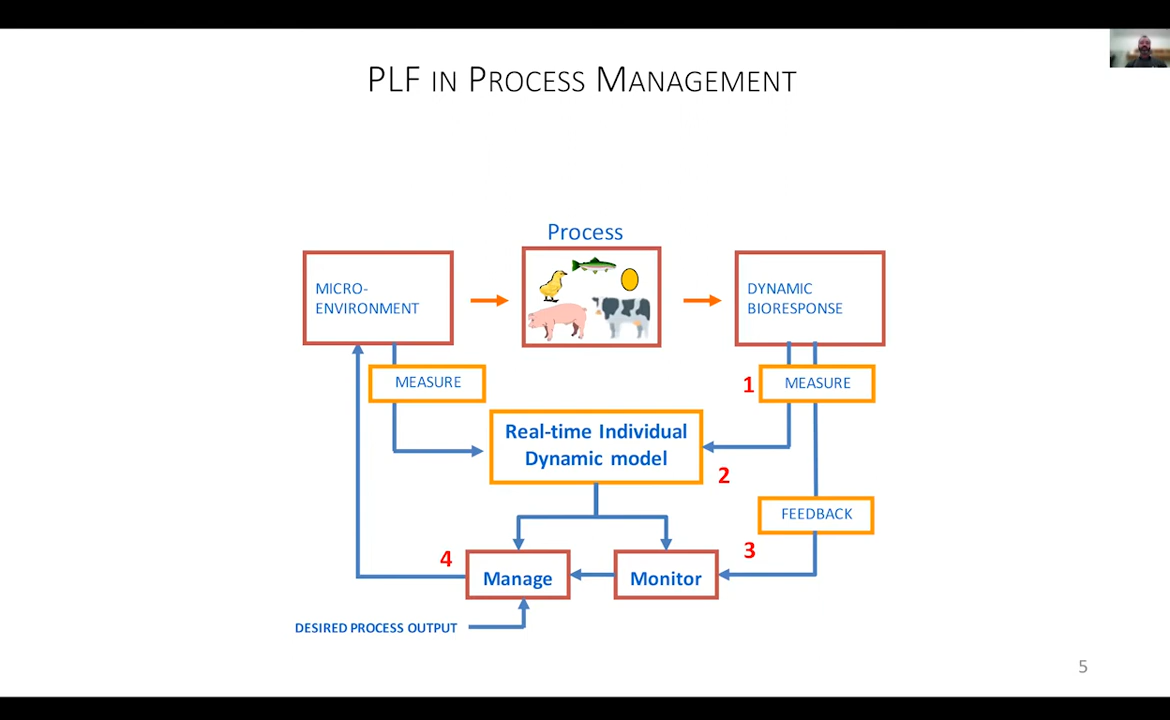 PLF IN PROCESS MANAGEMENT
Process
MICRO-
ENVIRONMENT
DYNAMIC
BIORESPONSE
MEASURE
1
MEASURE
Real-time Individual
Dynamic model
2
FEEDBACK
3
4
Manage
Monitor
DESIRED PROCESS OUTPUT
5